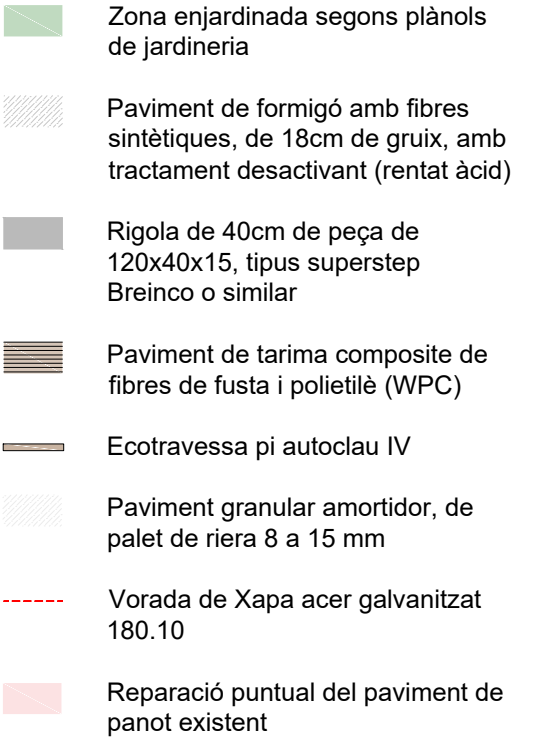 Zona enjardinada segons plànols
de jardineria
Paviment de formigó amb fibres
sintètiques, de 18cm de gruix, amb
tractament desactivant (rentat àcid)
Rigola de 40cm de peça de
120x40x15, tipus superstep
Breinco o similar
Paviment de tarima composite de
fibres de fusta i polietilè (WPC)
Ecotravessa pi autoclau IV
Paviment granular amortidor, de
palet de riera 8 a 15 mm
Vorada de Xapa acer galvanitzat
180.10
Reparació puntual del paviment de
panot existent